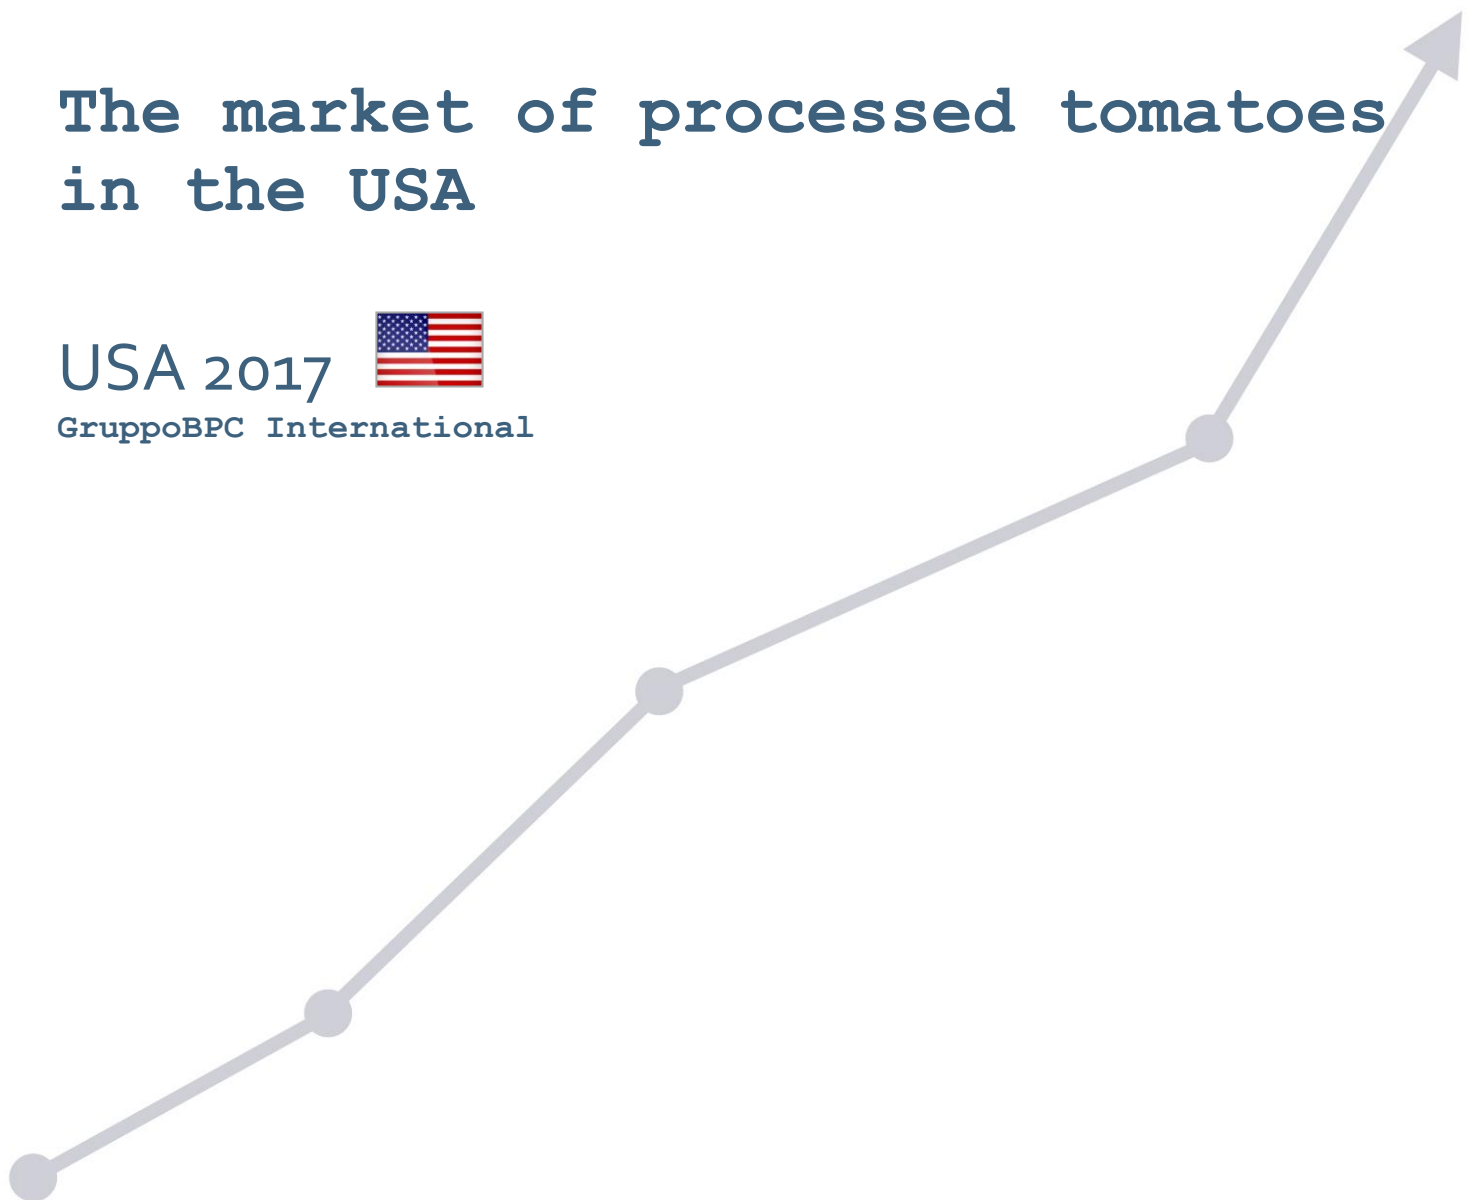 The market of processed tomatoes
in the USA
USA 2017
GruppoBPC International